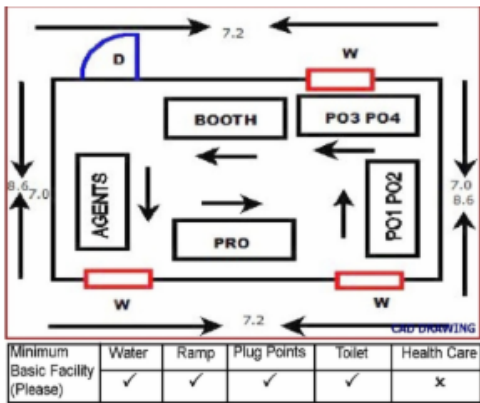 7.2
D
W
BOOTH
PO3 PO4
8.6
7.0
7.0
8.6
AGENTS
PO1 PO2
PRO
W
W
7.2
CAD DRAWING
Minimum Basic Facility (Please)
Water
Ramp
Plug Points
Toilet
Health Care
✓
✓
✓
✓
x